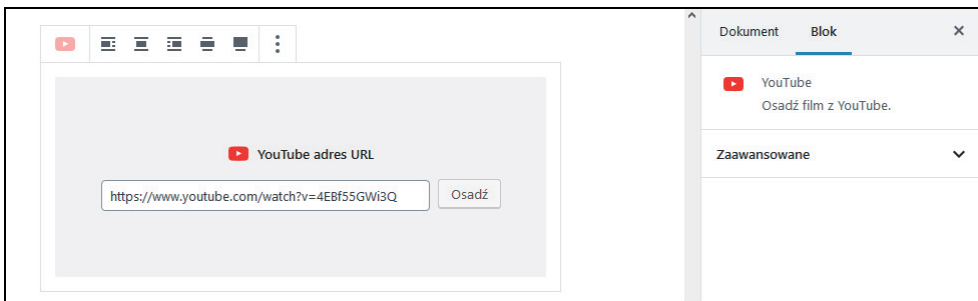 YouTube adres URL
https://www.youtube.com/watch?v=4EBf55GWi3Q
Osadź
Dokument
Blok
YouTube
Osadź film z YouTube.
Zaawansowane